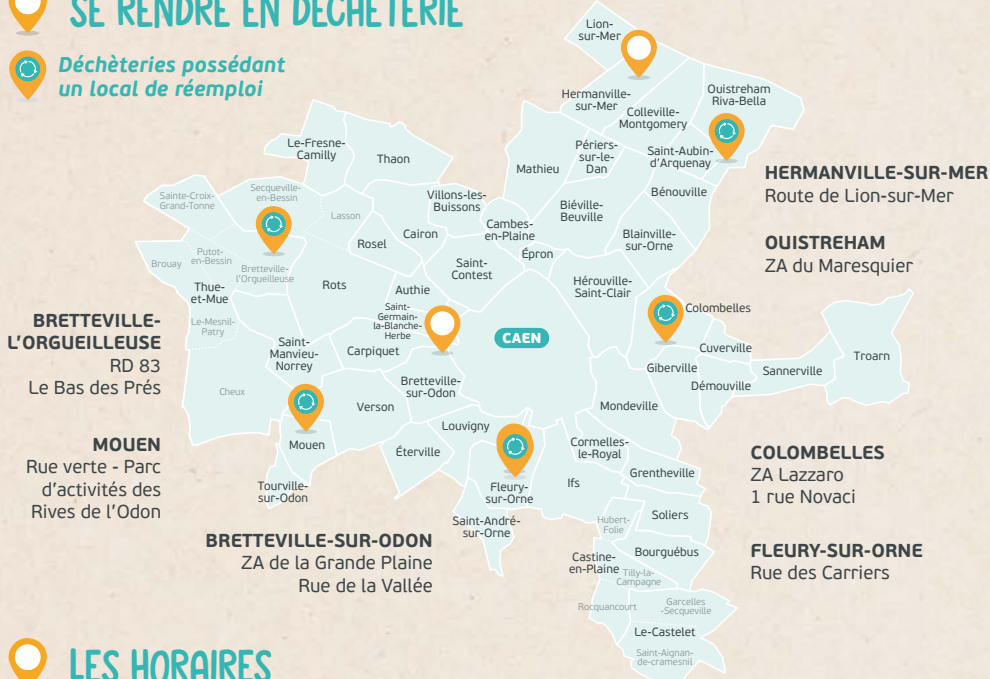 SE RENDRE EN DÉCHÈTERIE
Déchèteries possédant
un local de réemploi
Lion-
sur-Mer
Hermanville-
sur-Mer
Colleville-
Montgomery
Ouistreham
Riva-Bella
Périers-
sur-le-
Dan
Saint-Aubin-
d'Arquenay
Mathieu
Bénouville
Biéville-
Beuville
Blainville-
sur-Orne
Le-Fresne-
Camilly
Thaon
Villons-les-
Buissons
Cambes-
en-Plaine
Épron
Sainte-Croix-
Grand-Tonne
Secqueville-
en-Bessin
Lasson
Rosel
Cairon
Saint-
Contest
Hérouville-
Saint-Clair
Brouay
Putot-
en-Bessin
Bretteville-
l'Orgueilleuse
Thue-
et-Mue
Rots
Authie
Saint-
Germain-
la-Blanche-
Herbe
Le-Mesnil-
Patry
Saint-
Manvieu-
Norrey
Carpiquet
CAEN
Colombelles
Cuverville
Giberville
Démouville
Sannerville
Troarn
Cheux
Verson
Bretteville-
sur-Odon
Mondeville
Mouen
Éterville
Louvigny
Cormelles-
le-Royal
Grentheville
Tourville-
sur-Odon
Fleury-
sur-Orne
Ifs
Saint-André-
sur-Orne
Hubert-
Folie
Soliers
Castine-
en-Plaine
Bourguébus
Tilly-la-
Campagne
Rocquancourt
Garcelles
-Secqueville
Le-Castelet
Saint-Aignan-
de-cramesnil
HERMANVILLE-SUR-MER
Route de Lion-sur-Mer
OUISTREHAM
ZA du Maresquier
BRETTEVILLE-
L'ORGUEILLEUSE
RD 83
Le Bas des Prés
MOUEN
Rue verte - Parc
d'activités des
Rives de l'Odon
BRETTEVILLE-SUR-ODON
ZA de la Grande Plaine
Rue de la Vallée
COLOMBELLES
ZA Lazzaro
1 rue Novaci
FLEURY-SUR-ORNE
Rue des Carriers
LES HORAIRES